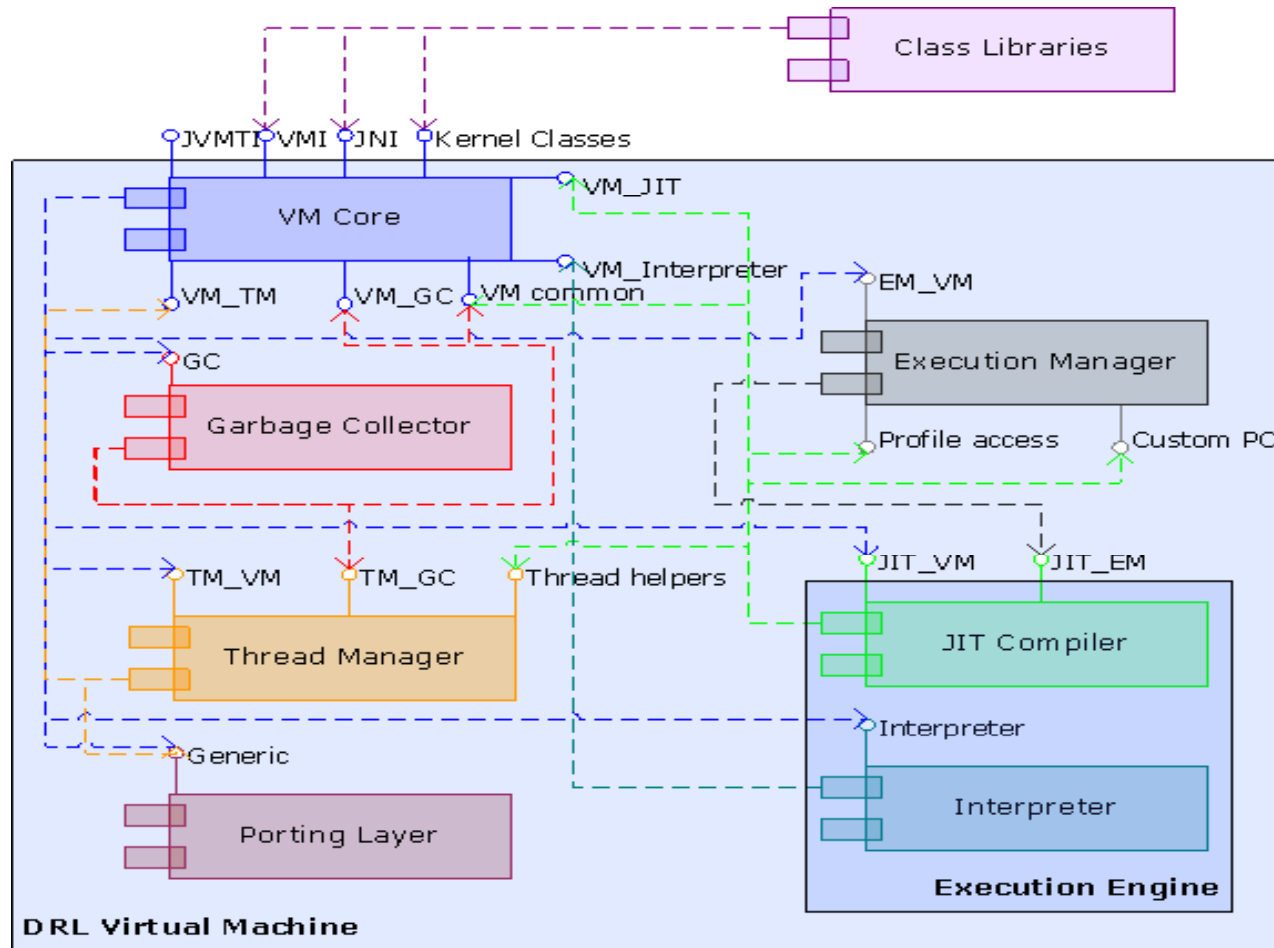 Class Libraries
JVMTI
VMI
JNI
Kernel Classes
VM_JIT
VM Core
VM_Interpreter
VM_TM
VM_GC
VM common
EM_VM
GC
Execution Manager
Garbage Collector
Profile access
Custom PC
JIT_VM
JIT_EM
TM_VM
TM_GC
Thread helpers
JIT Compiler
Thread Manager
Interpreter
Generic
Interpreter
Porting Layer
Execution Engine
DRL Virtual Machine